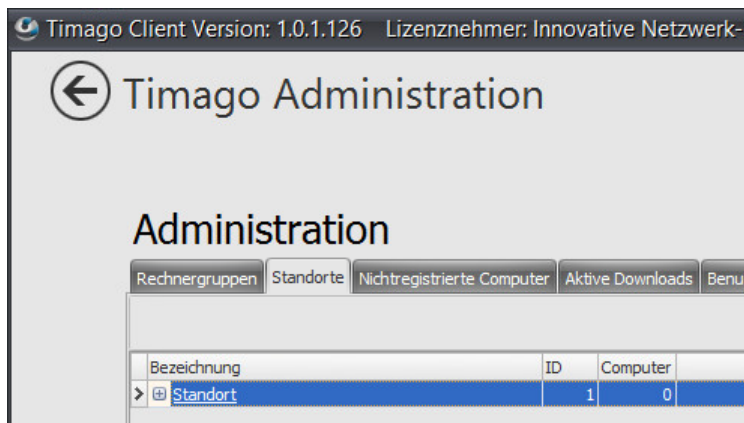 Timago Client Version: 1.0.1.126 Lizenznehmer: Innovative Netzwerk-
Timago Administration
Administration
Rechnergruppen Standorte Nichtregistrierte Computer Aktive Downloads Benu
Bezeichnung ID Computer
Standort 1 0